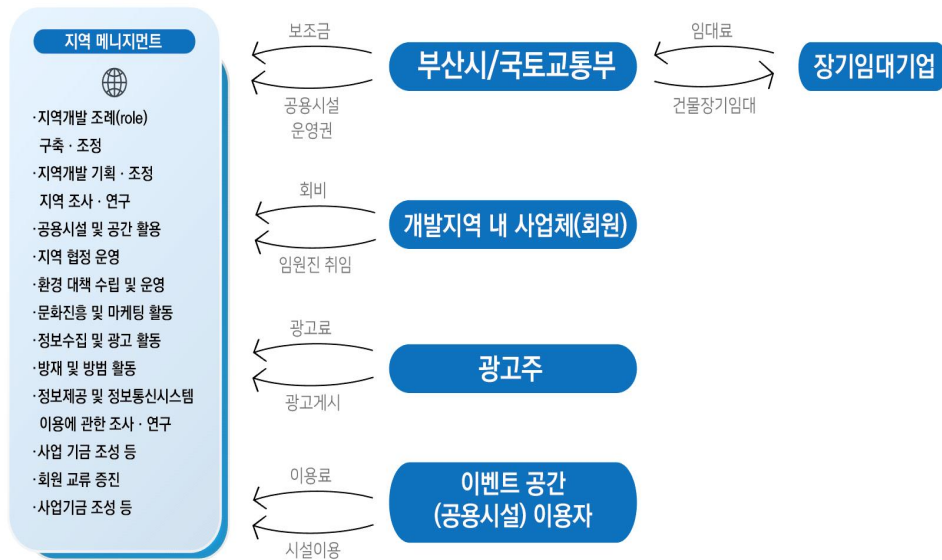 지역 메니지먼트
·지역개발 조례(role)
구축 · 조정
·지역개발 기획 · 조정
지역 조사 · 연구
·공용시설 및 공간 활용
·지역 협정 운영
·환경 대책 수립 및 운영
·문화진흥 및 마케팅 활동
·정보수집 및 광고 활동
·방재 및 방범 활동
·정보제공 및 정보통신시스템
이용에 관한 조사 · 연구
·사업 기금 조성 등
·회원 교류 증진
·사업기금 조성 등
보조금
공용시설
운영권
부산시/국토교통부
임대료
건물장기임대
장기임대기업
회비
임원진 취임
개발지역 내 사업체(회원)
광고료
광고게시
광고주
이용료
시설이용
이벤트 공간
(공용시설) 이용자